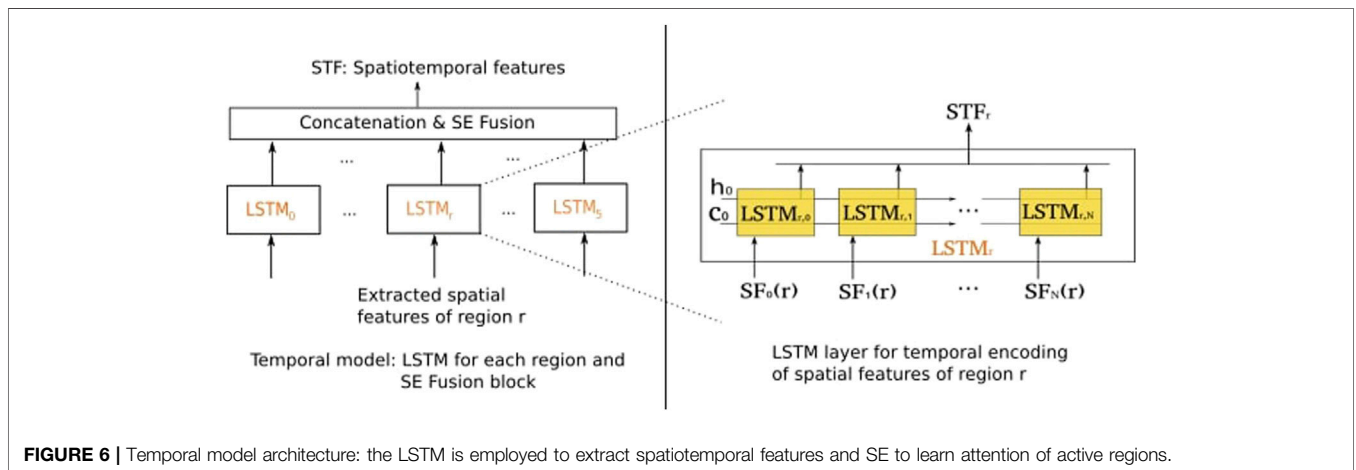 STF: Spatiotemporal features
Concatenation & SE Fusion
... ...
LSTM0 ... LSTMr ... LSTM5
Extracted spatial
features of region r
Temporal model: LSTM for each region and
SE Fusion block
STFr
h0
c0
LSTMr,0 LSTMr,1 ... LSTMr,N
LSTMr
SF0(r) SF1(r) ... SFN(r)
LSTM layer for temporal encoding
of spatial features of region r
FIGURE 6 | Temporal model architecture: the LSTM is employed to extract spatiotemporal features and SE to learn attention of active regions.